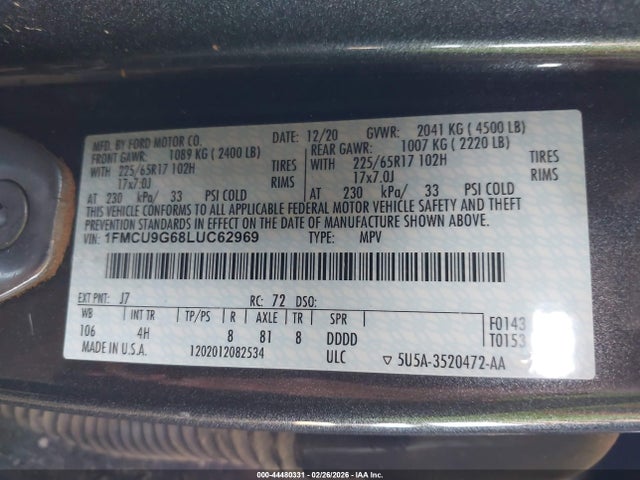 MFD. BY FORD MOTOR CO. DATE: 12/20 GVWR: 2041 KG ( 4500 LB)
FRONT GAWR: 1089 KG ( 2400 LB) REAR GAWR: 1007 KG ( 2220 LB)
WITH 225/65R17 102H TIRES WITH 225/65R17 102H TIRES
17x7.0J RIMS 17x7.0J RIMS
AT 230 kPa/ 33 PSI COLD AT 230 kPa/ 33 PSI COLD
THIS VEHICLE CONFORMS TO ALL APPLICABLE FEDERAL MOTOR VEHICLE SAFETY AND THEFT
PREVENTION STANDARDS IN EFFECT ON THE DATE OF MANUFACTURE SHOWN ABOVE.
VIN: 1FMCU9G68LUC62969 TYPE: MPV
EXT PNT: J7 RC: 72 DSO:
WB INT TR TP/PS R AXLE TR SPR
106 4H 8 81 8 DDDD
F0143
T0153
MADE IN U.S.A. 1202012082534 ULC ▽ 5U5A-3520472-AA
000-44480331 - 02/26/2026 - IAA Inc.